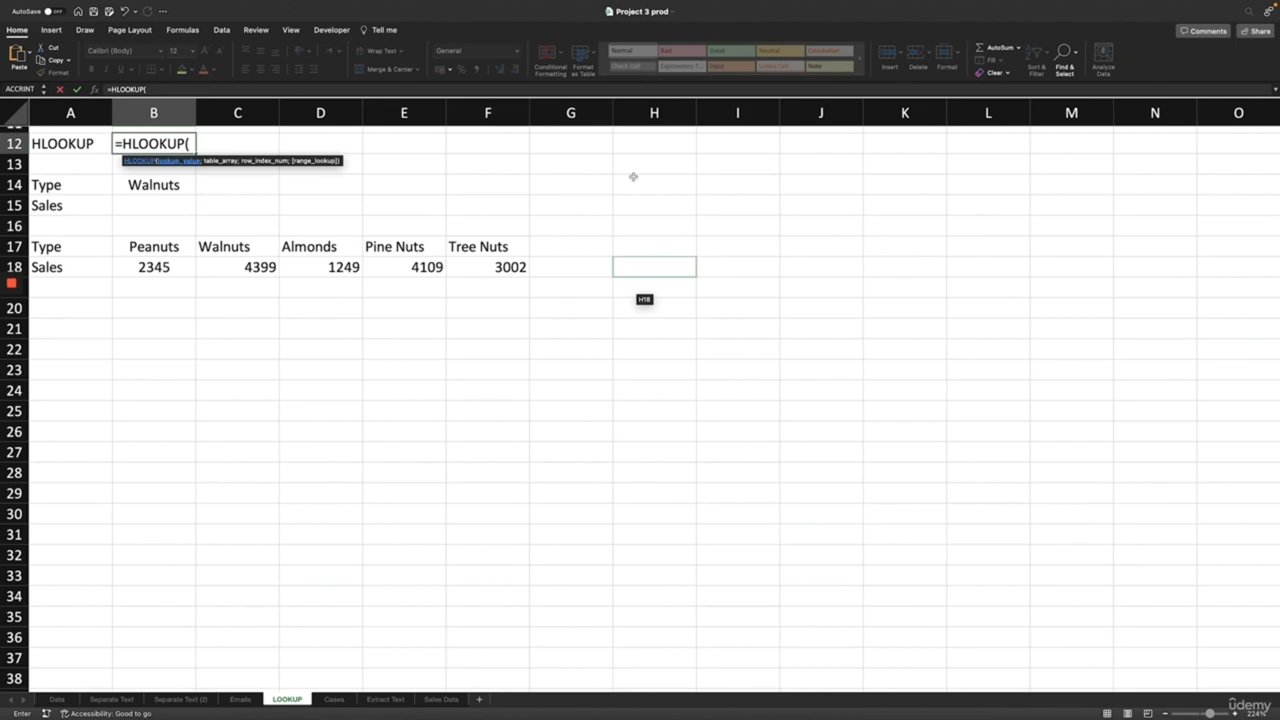 AutoSave OFF
Project 3 prod
Home Insert Draw Page Layout Formulas Data Review View Developer Tell me
Comments Share
Paste
Cut
Copy
Format
Calibri (Body) 12
Wrap Text
Merge & Center
General
Conditional Formatting
Format as Table
Normal Bad Good Neutral Calculation
Check Cell Explanatory T... Input Linked Cell Note
Insert Delete Format
AutoSum
Fill
Clear
Sort & Filter
Find & Select
Analyze Data
ACCRINT fx =HLOOKUP(
A B C D E F G H I J K L M N O
12 HLOOKUP =HLOOKUP(
HLOOKUP(lookup_value; table_array; row_index_num; [range_lookup])
13
14 Type Walnuts
15 Sales
16
17 Type Peanuts Walnuts Almonds Pine Nuts Tree Nuts
18 Sales 2345 4399 1249 4109 3002
H18
20
21
22
23
24
25
26
27
28
29
30
31
32
33
34
35
36
37
38
Data Separate Text Separate Text (2) Emails LOOKUP Cases Extract Text Sales Data +
Enter Accessibility: Good to go
224%
ûdemy